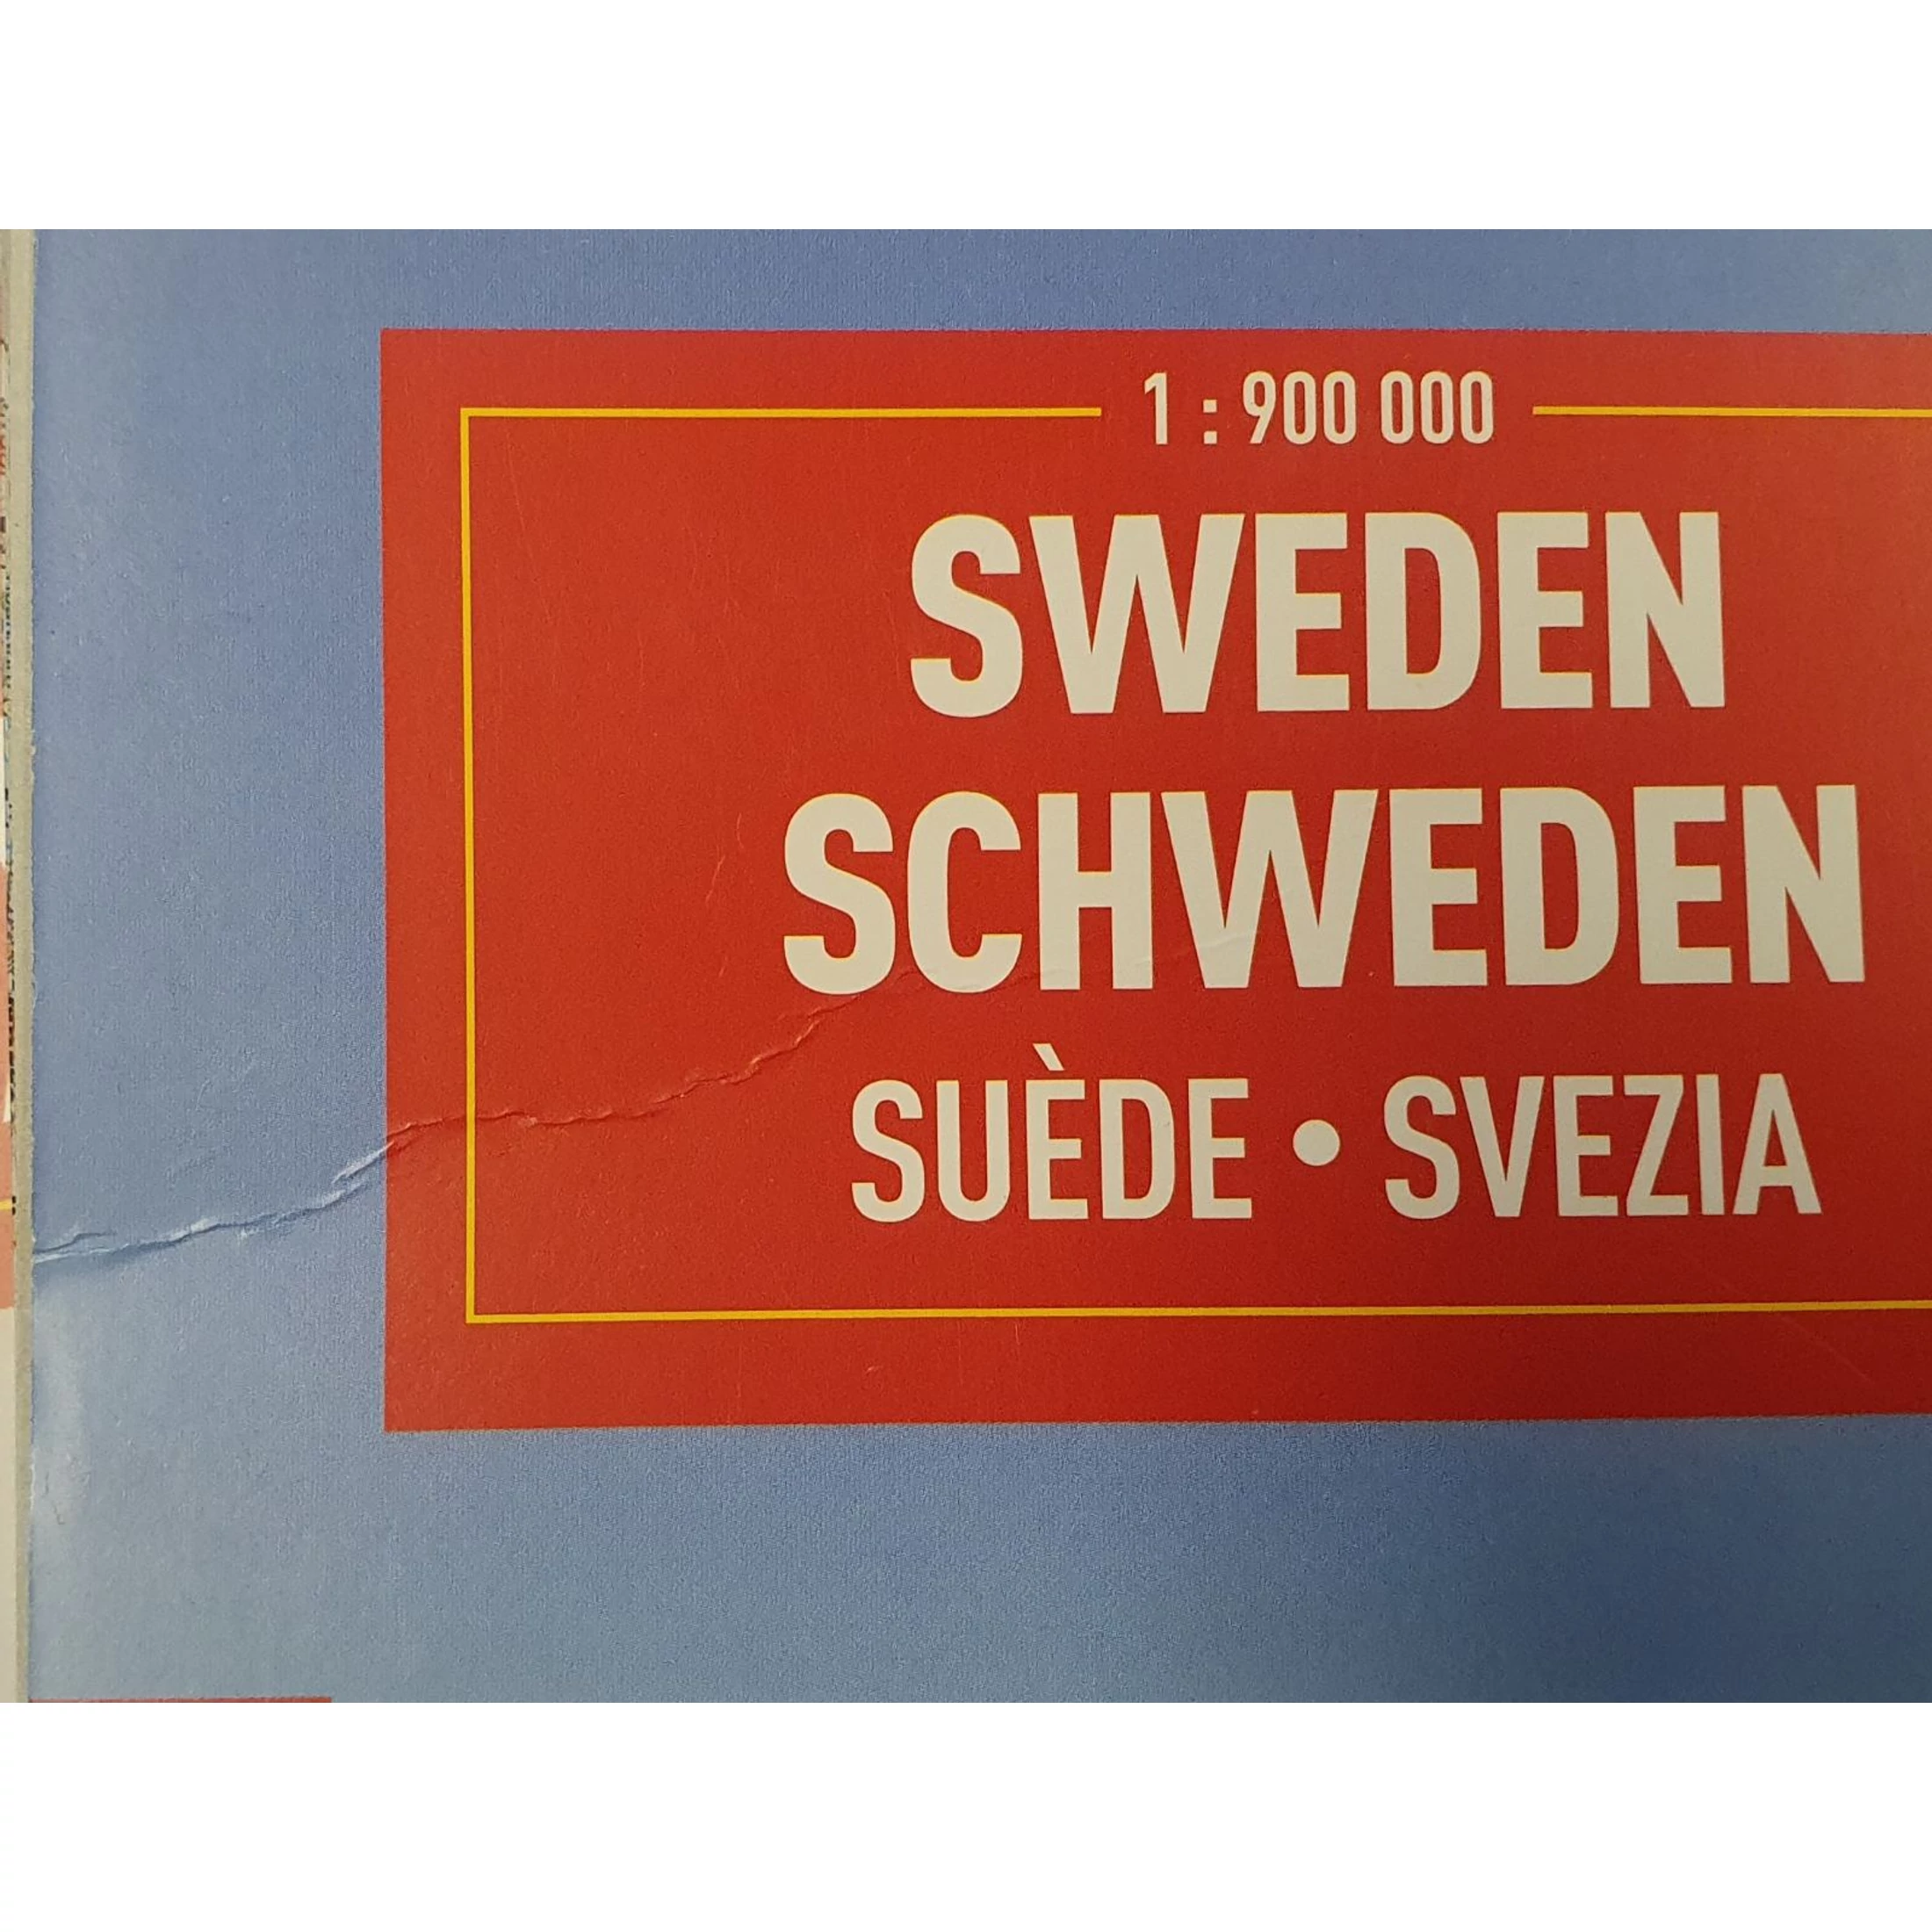 1 : 900 000
SWEDEN
SCHWEDEN
SUÈDE • SVEZIA